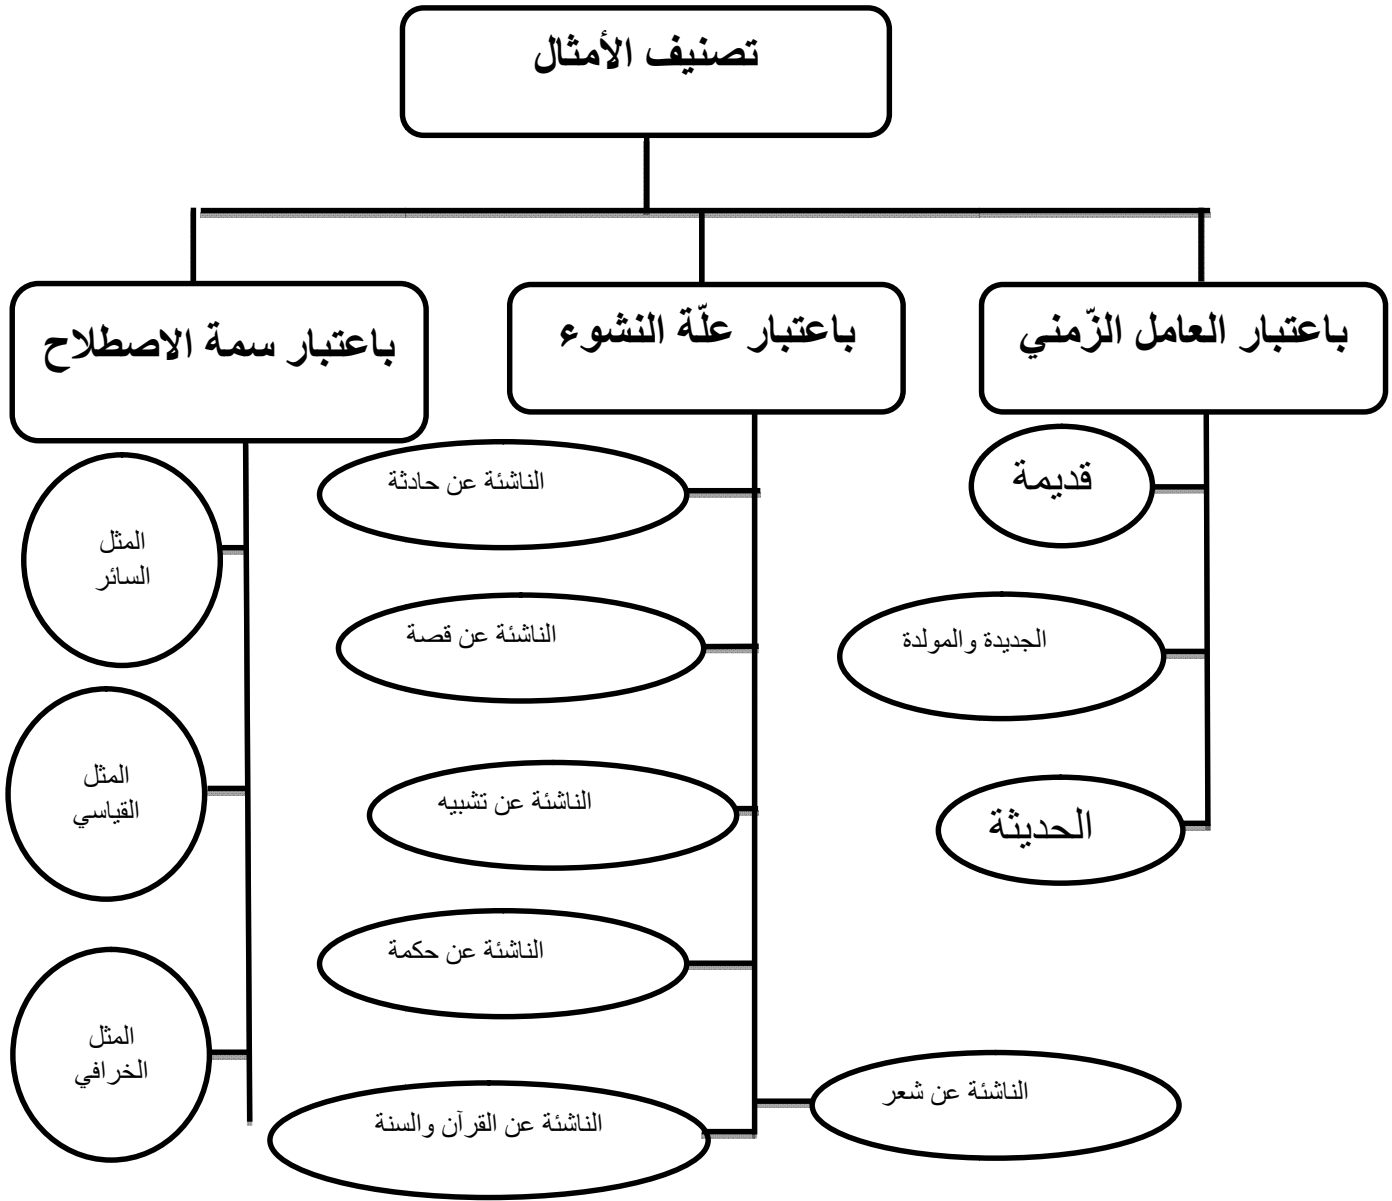 تصنيف الأمثال
باعتبار العامل الزّمني
باعتبار علّة النشوء
باعتبار سمة الاصطلاح
قديمة
الجديدة والمولدة
الحديثة
الناشئة عن حادثة
الناشئة عن قصة
الناشئة عن تشبيه
الناشئة عن حكمة
الناشئة عن شعر
الناشئة عن القرآن والسنة
المثل
السائر
المثل
القياسي
المثل
الخرافي